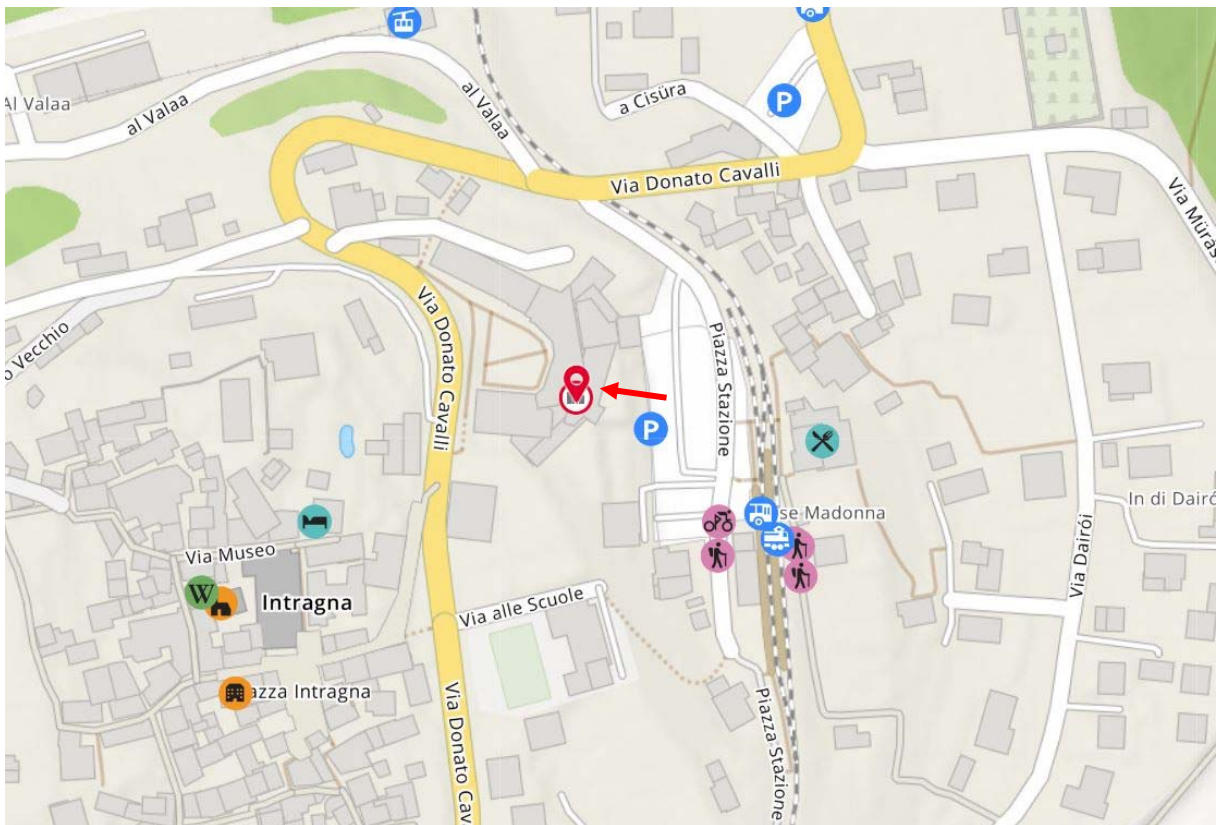 Al Valaa
al Valaa
al Valaa
a Cisüra
P
Via Donato Cavalli
Via Müras
o Vecchio
Via Donato Cavalli
Piazza Stazione
P
se Madonna
In di Dairó
Via Museo
W
Intragna
Via alle Scuole
Via Dairói
azza Intragna
Via Donato Cav
Piazza Stazione